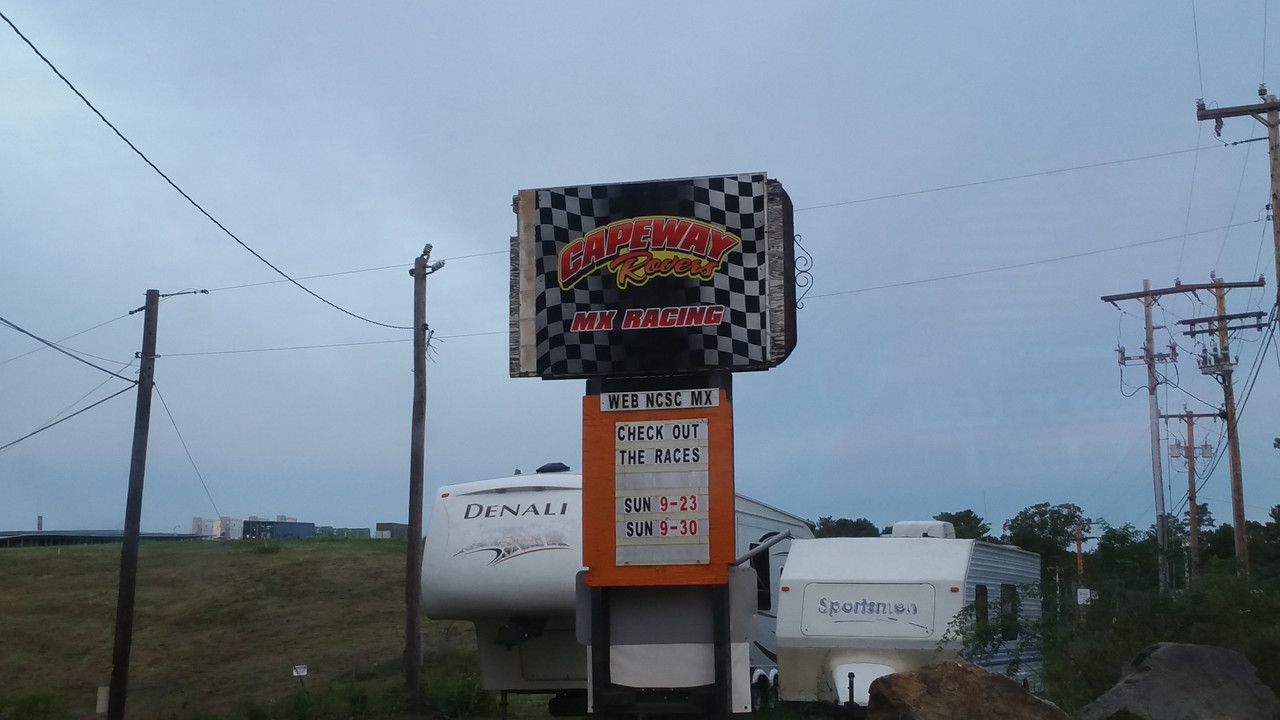 CAPEWAY
Rovers
MX RACING
WEB NCSC MX
CHECK OUT
THE RACES
SUN 9-23
SUN 9-30
DENALI
Sportsmen